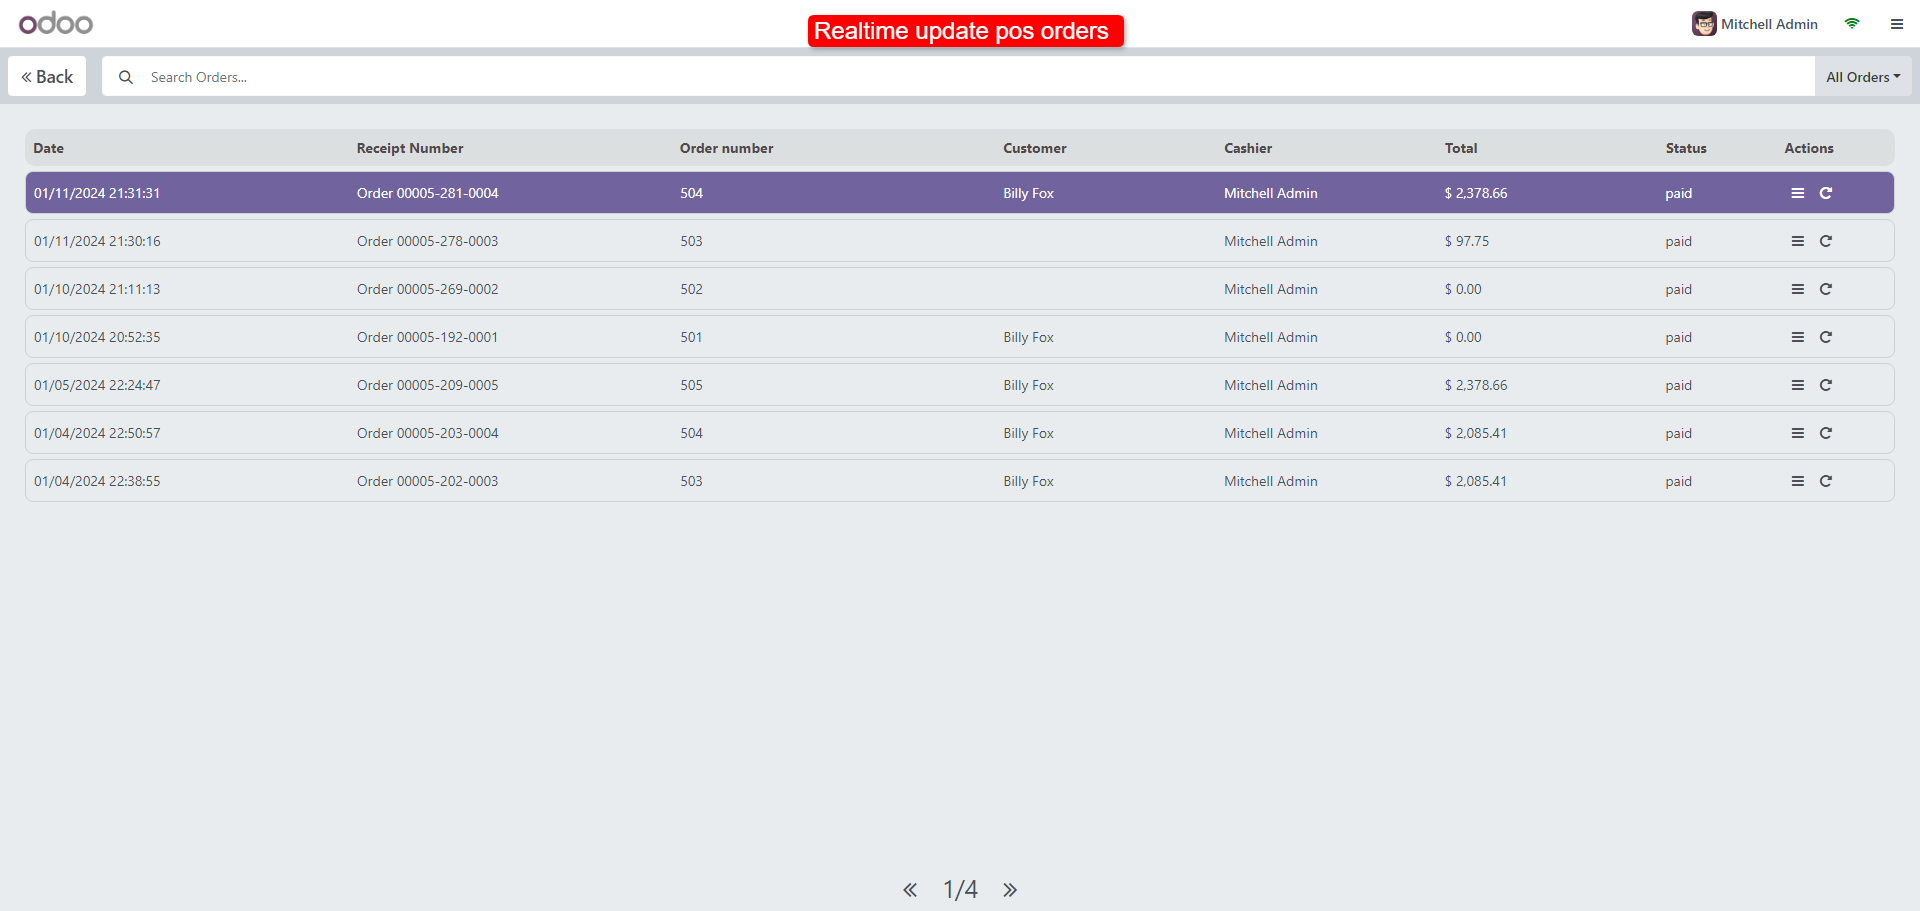 odoo
Realtime update pos orders
Mitchell Admin
« Back
Search Orders...
All Orders
Date Receipt Number Order number Customer Cashier Total Status Actions
01/11/2024 21:31:31 Order 00005-281-0004 504 Billy Fox Mitchell Admin $ 2,378.66 paid
01/11/2024 21:30:16 Order 00005-278-0003 503 Mitchell Admin $ 97.75 paid
01/10/2024 21:11:13 Order 00005-269-0002 502 Mitchell Admin $ 0.00 paid
01/10/2024 20:52:35 Order 00005-192-0001 501 Billy Fox Mitchell Admin $ 0.00 paid
01/05/2024 22:24:47 Order 00005-209-0005 505 Billy Fox Mitchell Admin $ 2,378.66 paid
01/04/2024 22:50:57 Order 00005-203-0004 504 Billy Fox Mitchell Admin $ 2,085.41 paid
01/04/2024 22:38:55 Order 00005-202-0003 503 Billy Fox Mitchell Admin $ 2,085.41 paid
« 1/4 »